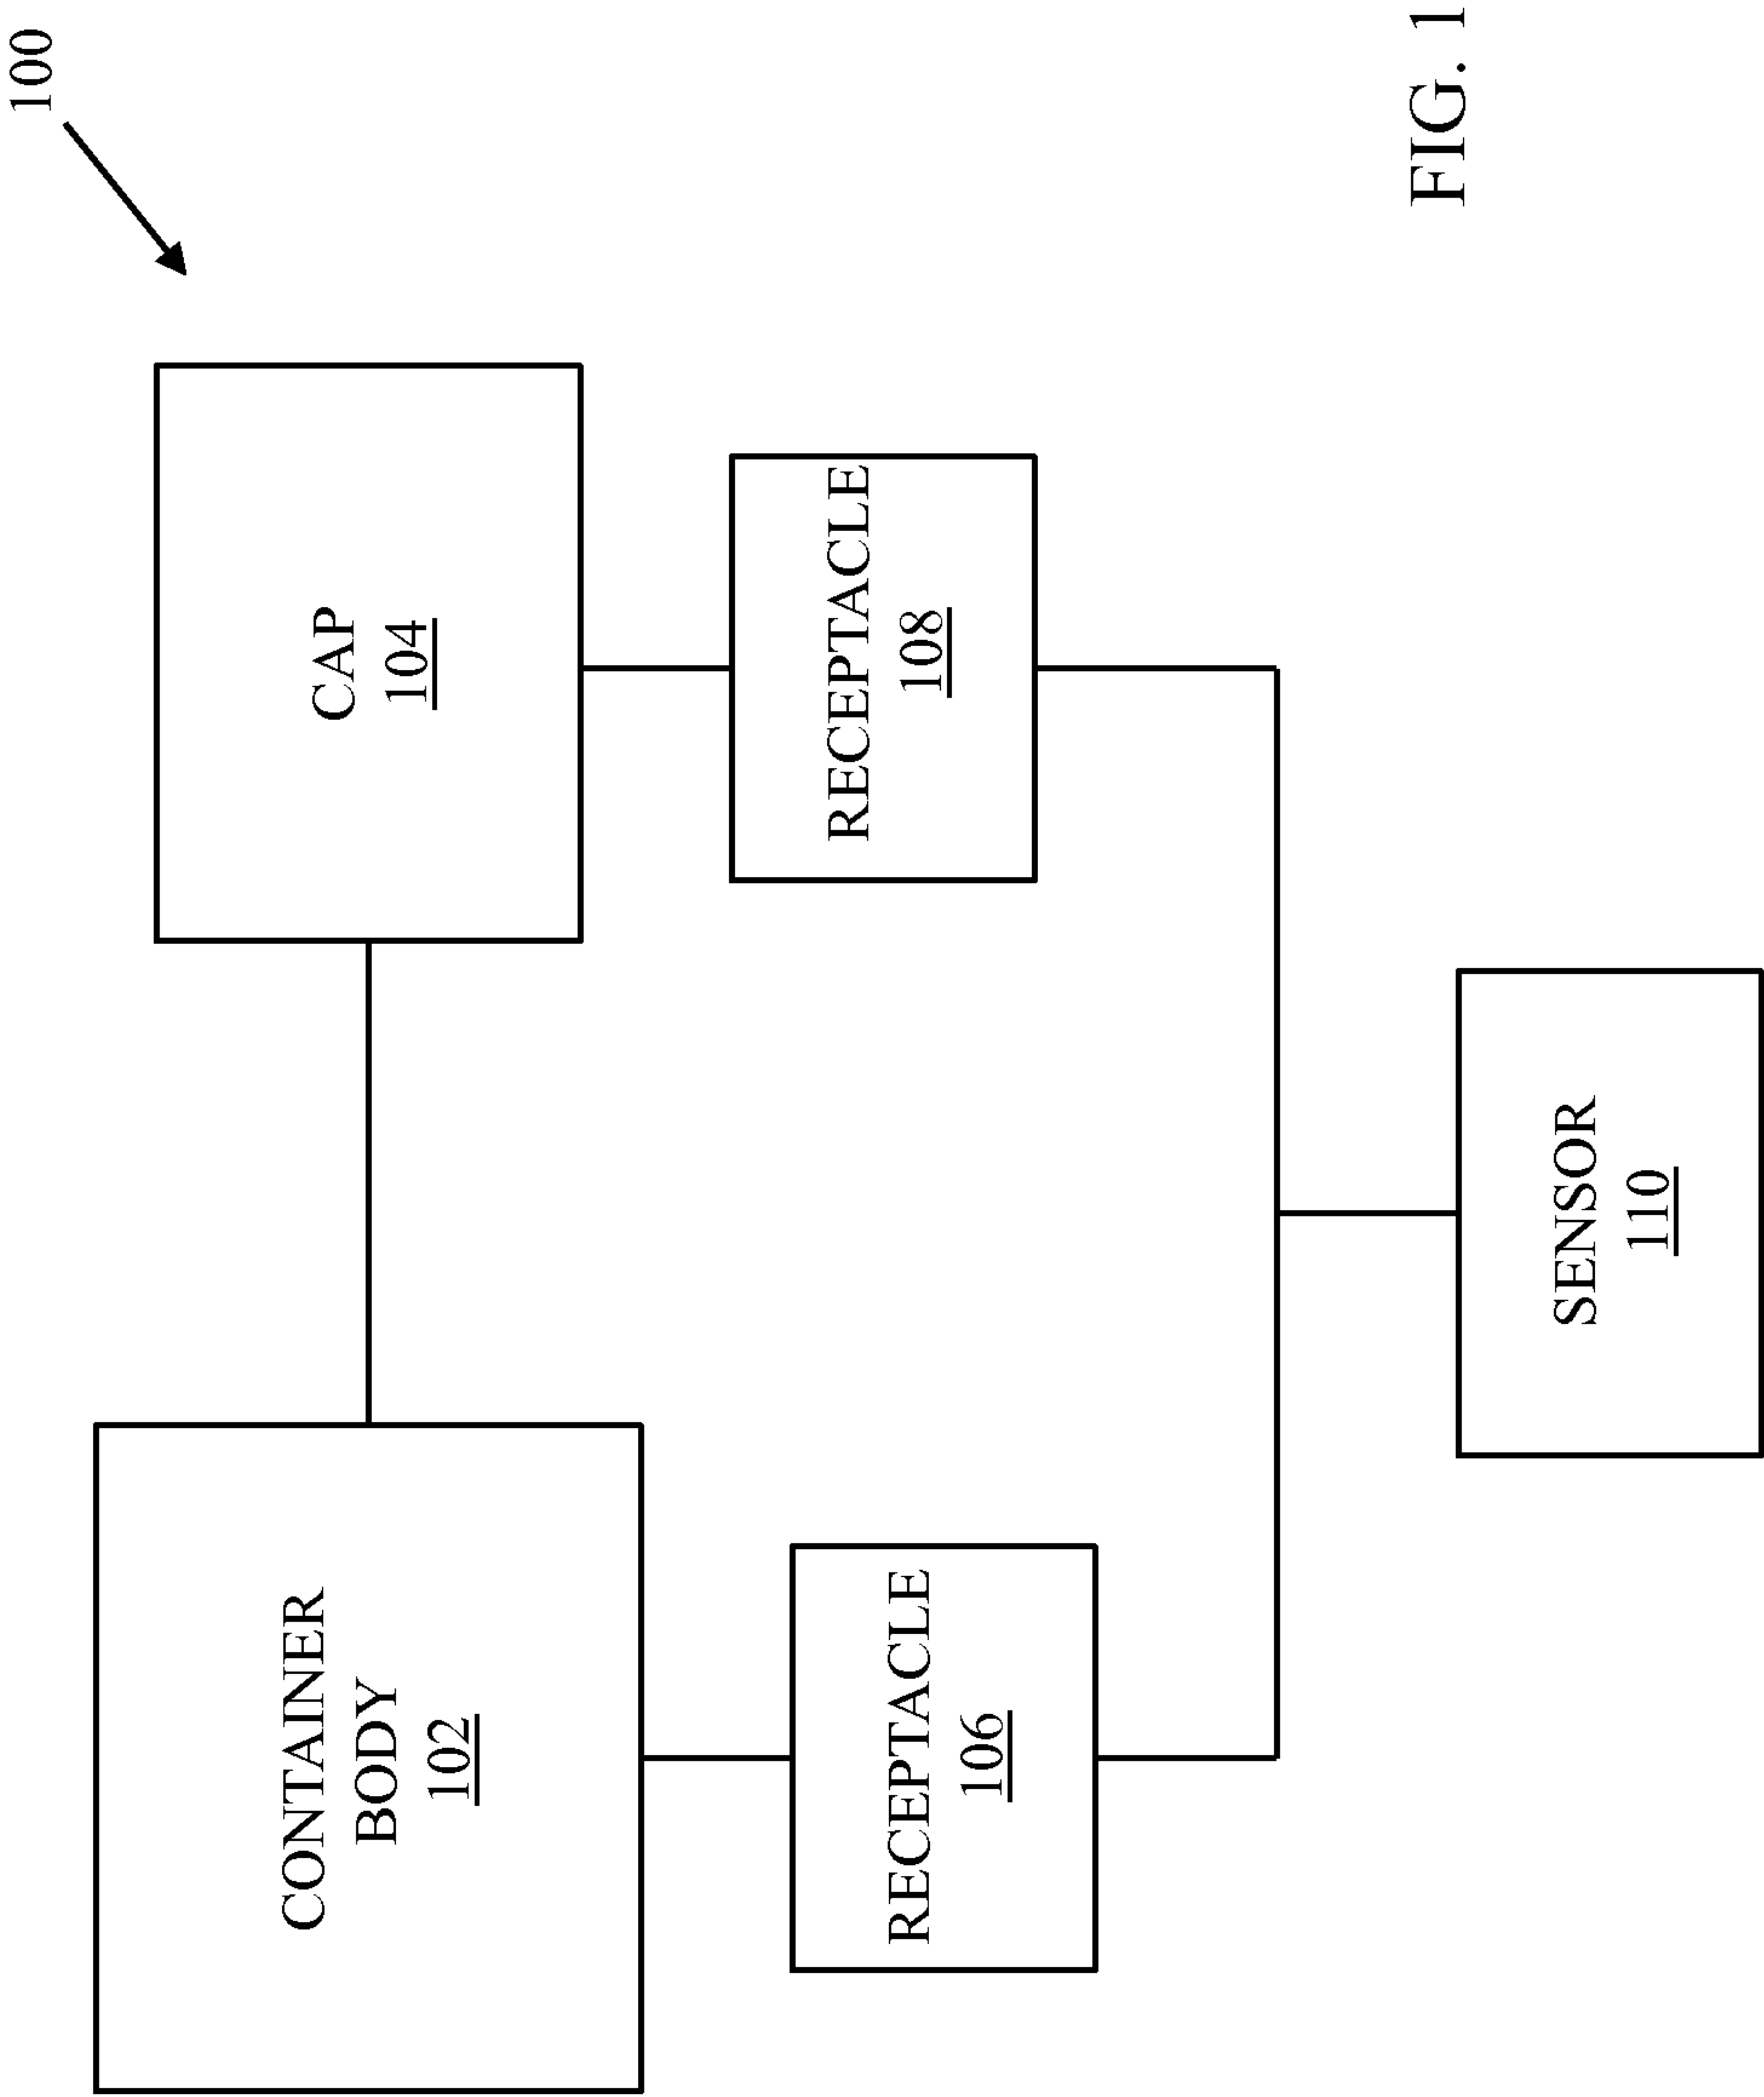 100
CONTAINER
BODY
102
CAP
104
RECEPTACLE
106
RECEPTACLE
108
SENSOR
110
FIG. 1